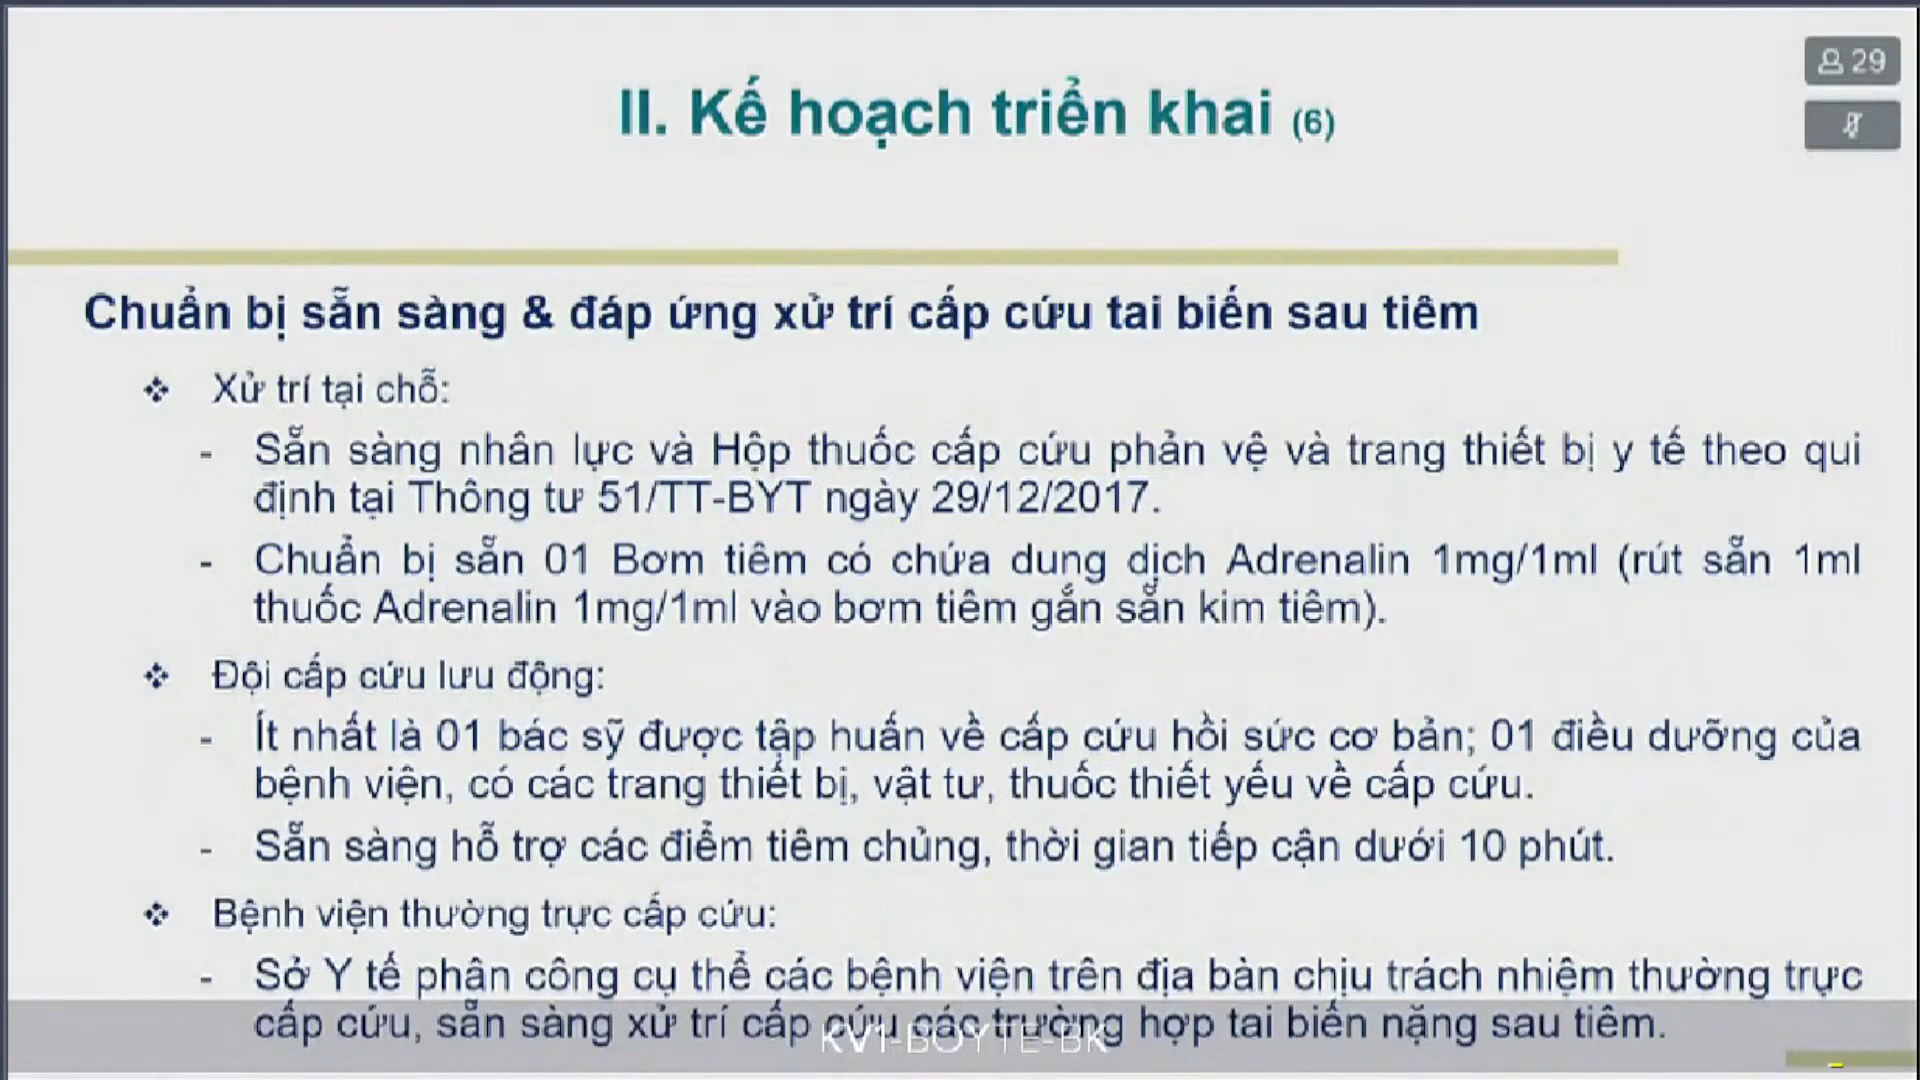 29
II. Kế hoạch triển khai (6)
Chuẩn bị sẵn sàng & đáp ứng xử trí cấp cứu tai biến sau tiêm
❖ Xử trí tại chỗ:
- Sẵn sàng nhân lực và Hộp thuốc cấp cứu phản vệ và trang thiết bị y tế theo qui
định tại Thông tư 51/TT-BYT ngày 29/12/2017.
- Chuẩn bị sẵn 01 Bơm tiêm có chứa dung dịch Adrenalin 1mg/1ml (rút sẵn 1ml
thuốc Adrenalin 1mg/1ml vào bơm tiêm gắn sẵn kim tiêm).
❖ Đội cấp cứu lưu động:
- Ít nhất là 01 bác sỹ được tập huấn về cấp cứu hồi sức cơ bản; 01 điều dưỡng của
bệnh viện, có các trang thiết bị, vật tư, thuốc thiết yếu về cấp cứu.
- Sẵn sàng hỗ trợ các điểm tiêm chủng, thời gian tiếp cận dưới 10 phút.
❖ Bệnh viện thường trực cấp cứu:
- Sở Y tế phân công cụ thể các bệnh viện trên địa bàn chịu trách nhiệm thường trực
cấp cứu, sẵn sàng xử trí cấp cứu các trường hợp tai biến nặng sau tiêm.
KV1-BOYTE-BK